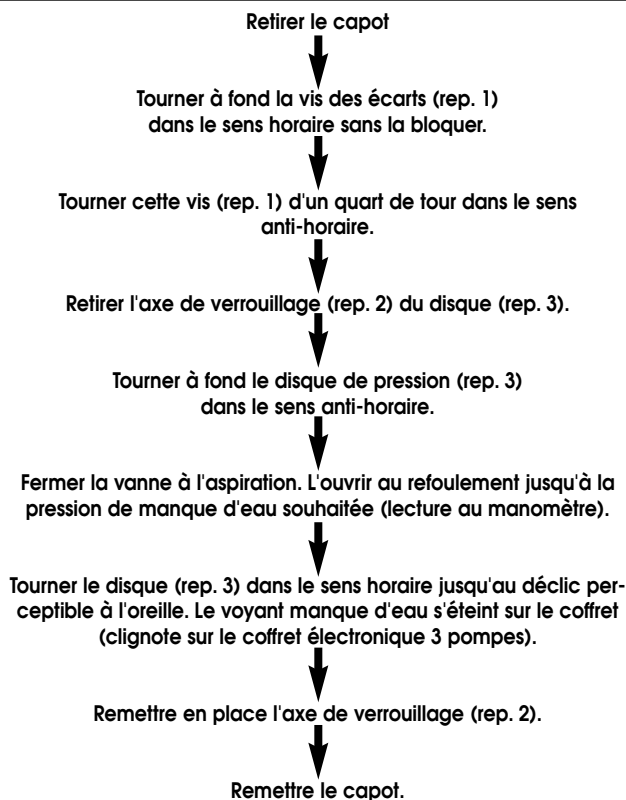 Retirer le capot
Tourner à fond la vis des écarts (rep. 1)
dans le sens horaire sans la bloquer.
Tourner cette vis (rep. 1) d'un quart de tour dans le sens
anti-horaire.
Retirer l'axe de verrouillage (rep. 2) du disque (rep. 3).
Tourner à fond le disque de pression (rep. 3)
dans le sens anti-horaire.
Fermer la vanne à l'aspiration. L'ouvrir au refoulement jusqu'à la
pression de manque d'eau souhaitée (lecture au manomètre).
Tourner le disque (rep. 3) dans le sens horaire jusqu'au déclic per-
ceptible à l'oreille. Le voyant manque d'eau s'éteint sur le coffret
(clignote sur le coffret électronique 3 pompes).
Remettre en place l'axe de verrouillage (rep. 2).
Remettre le capot.